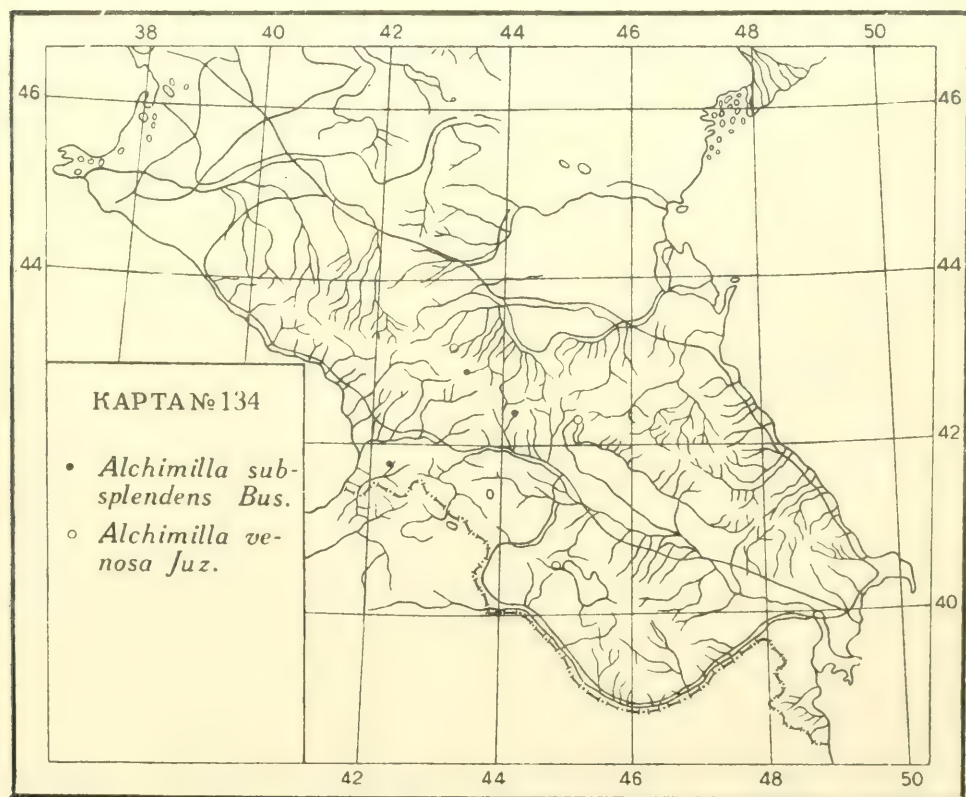 38 40 42 44 46 48 50
46 46
44 44
КАРТА № 134
42
• Alchimilla sub-
splendens Bus.
○ Alchimilla ve-
nosa Juz.
40
42 44 46 48 50